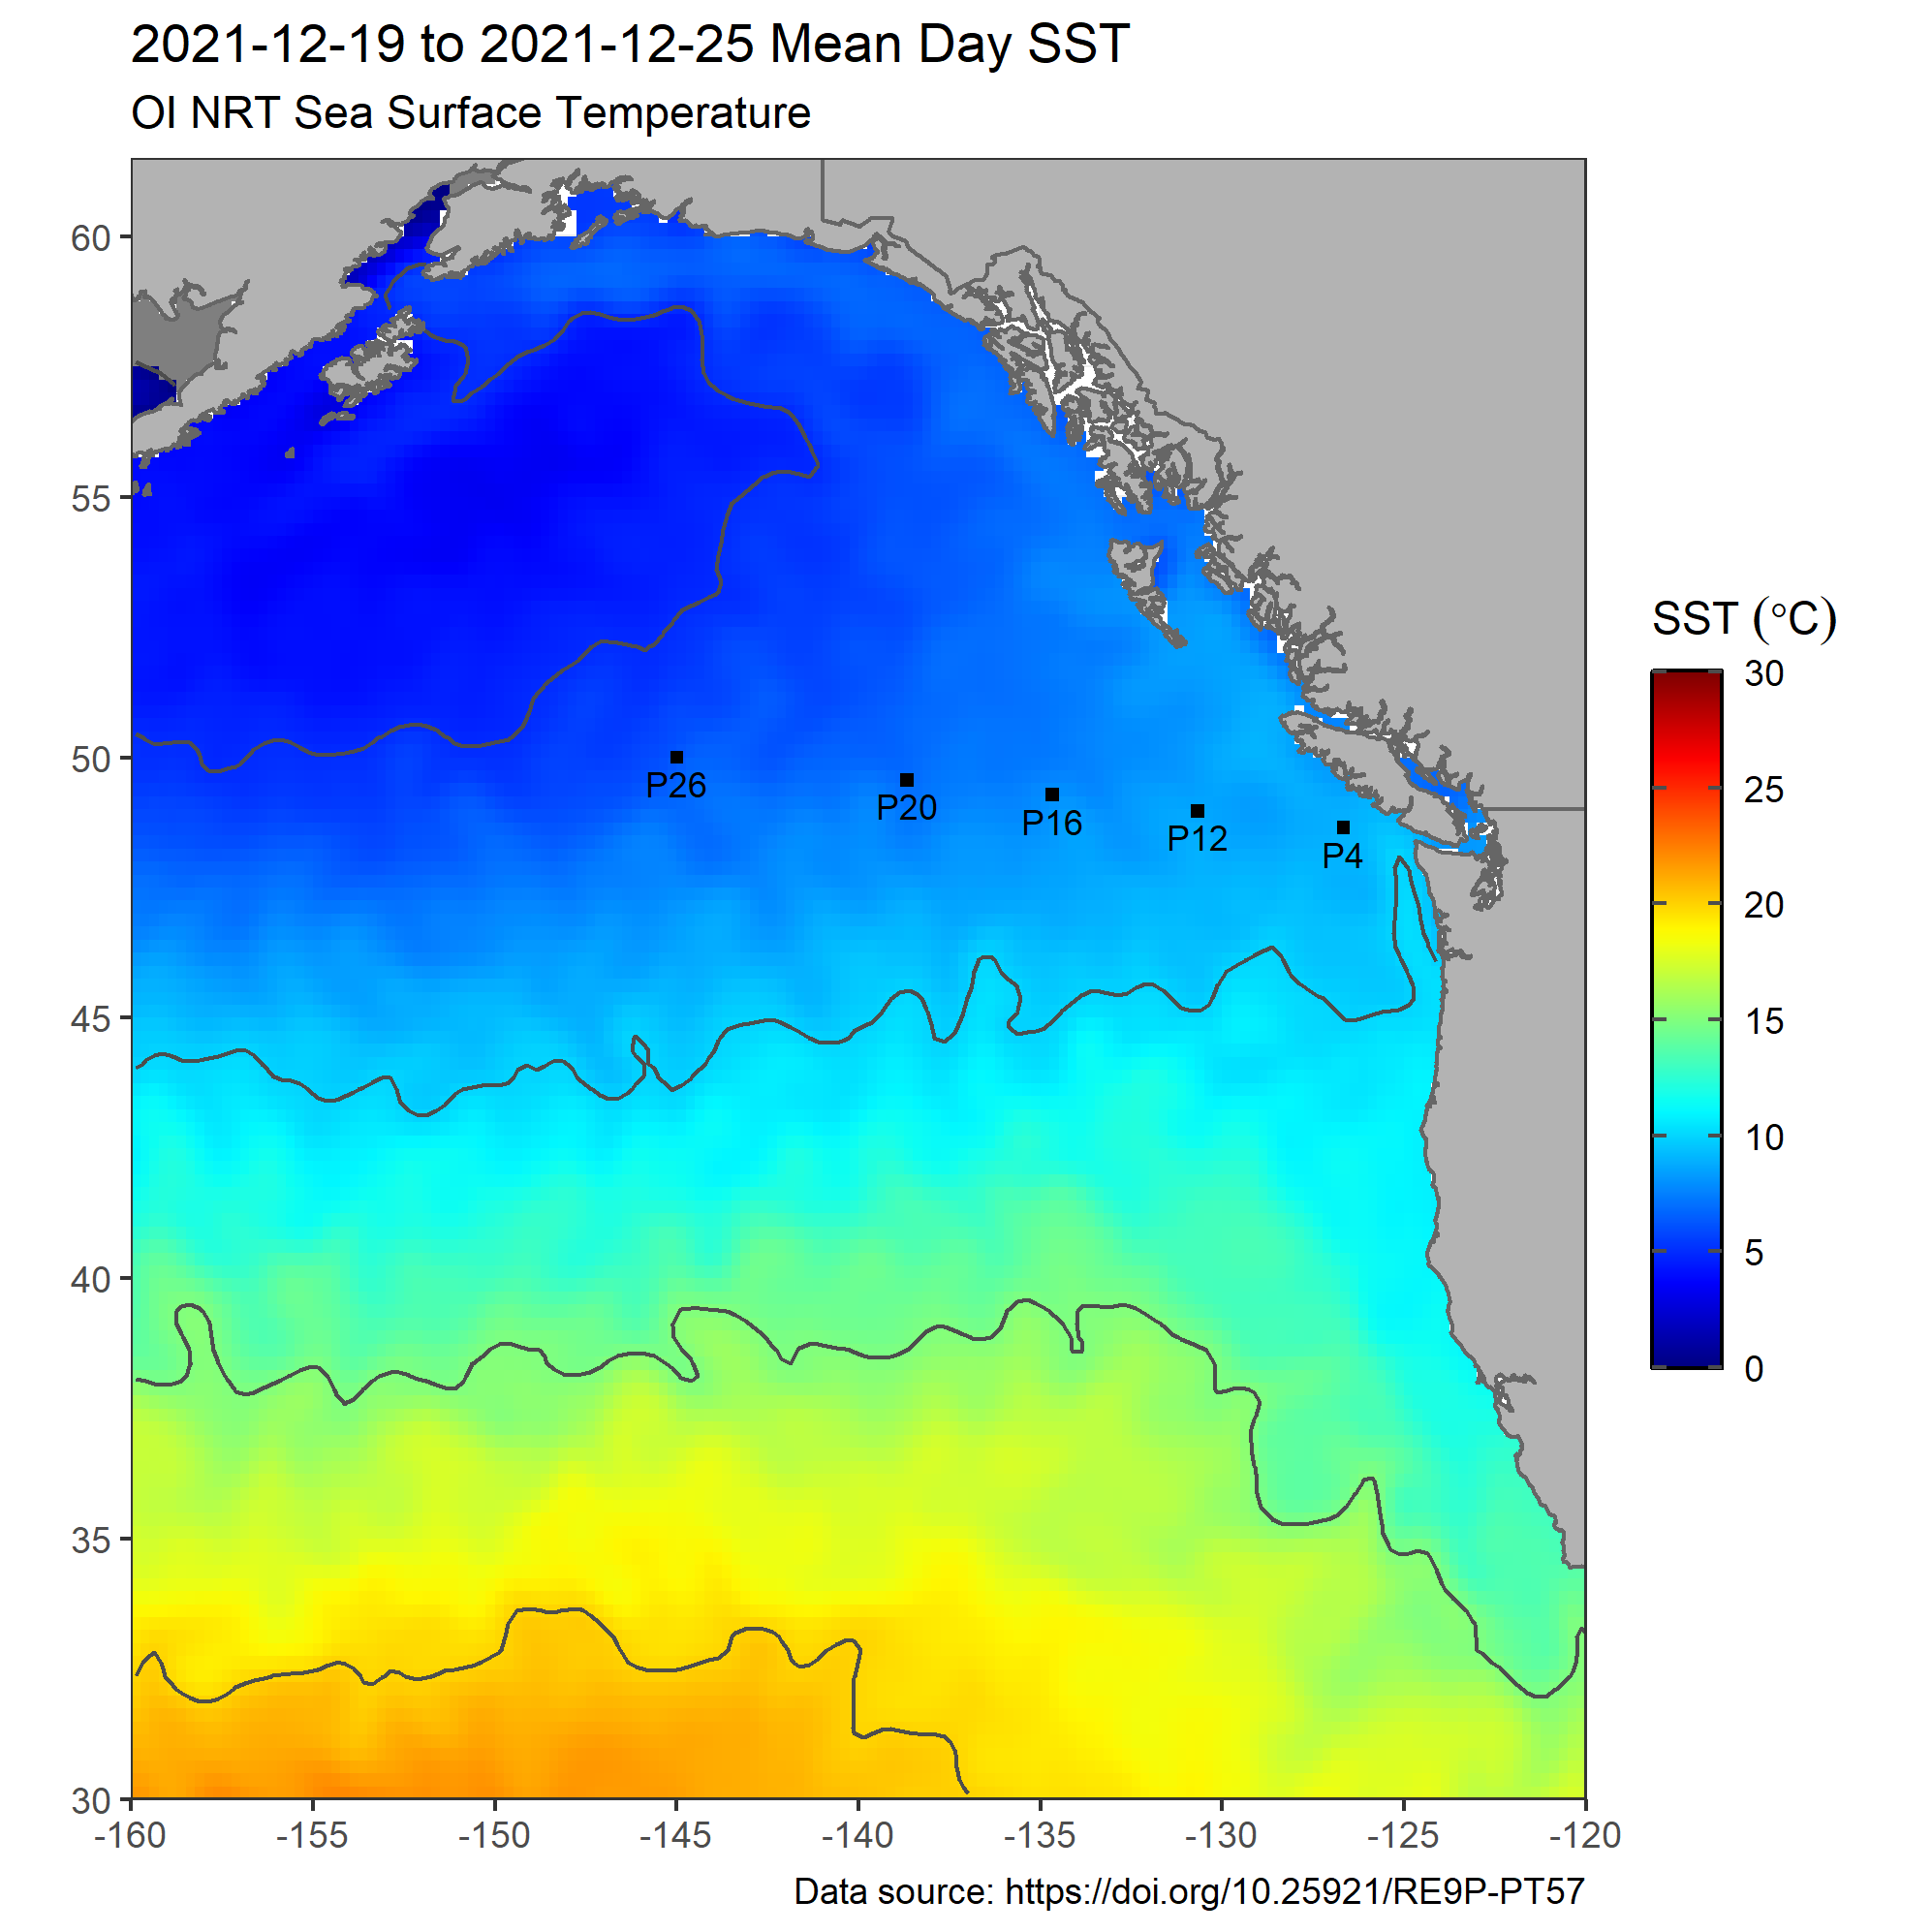 2021-12-19 to 2021-12-25 Mean Day SST
OI NRT Sea Surface Temperature
60
55
50
45
40
35
30
-160
-155
-150
-145
-140
-135
-130
-125
-120
P26
P20
P16
P12
P4
SST (°C)
30
25
20
15
10
5
0
Data source: https://doi.org/10.25921/RE9P-PT57